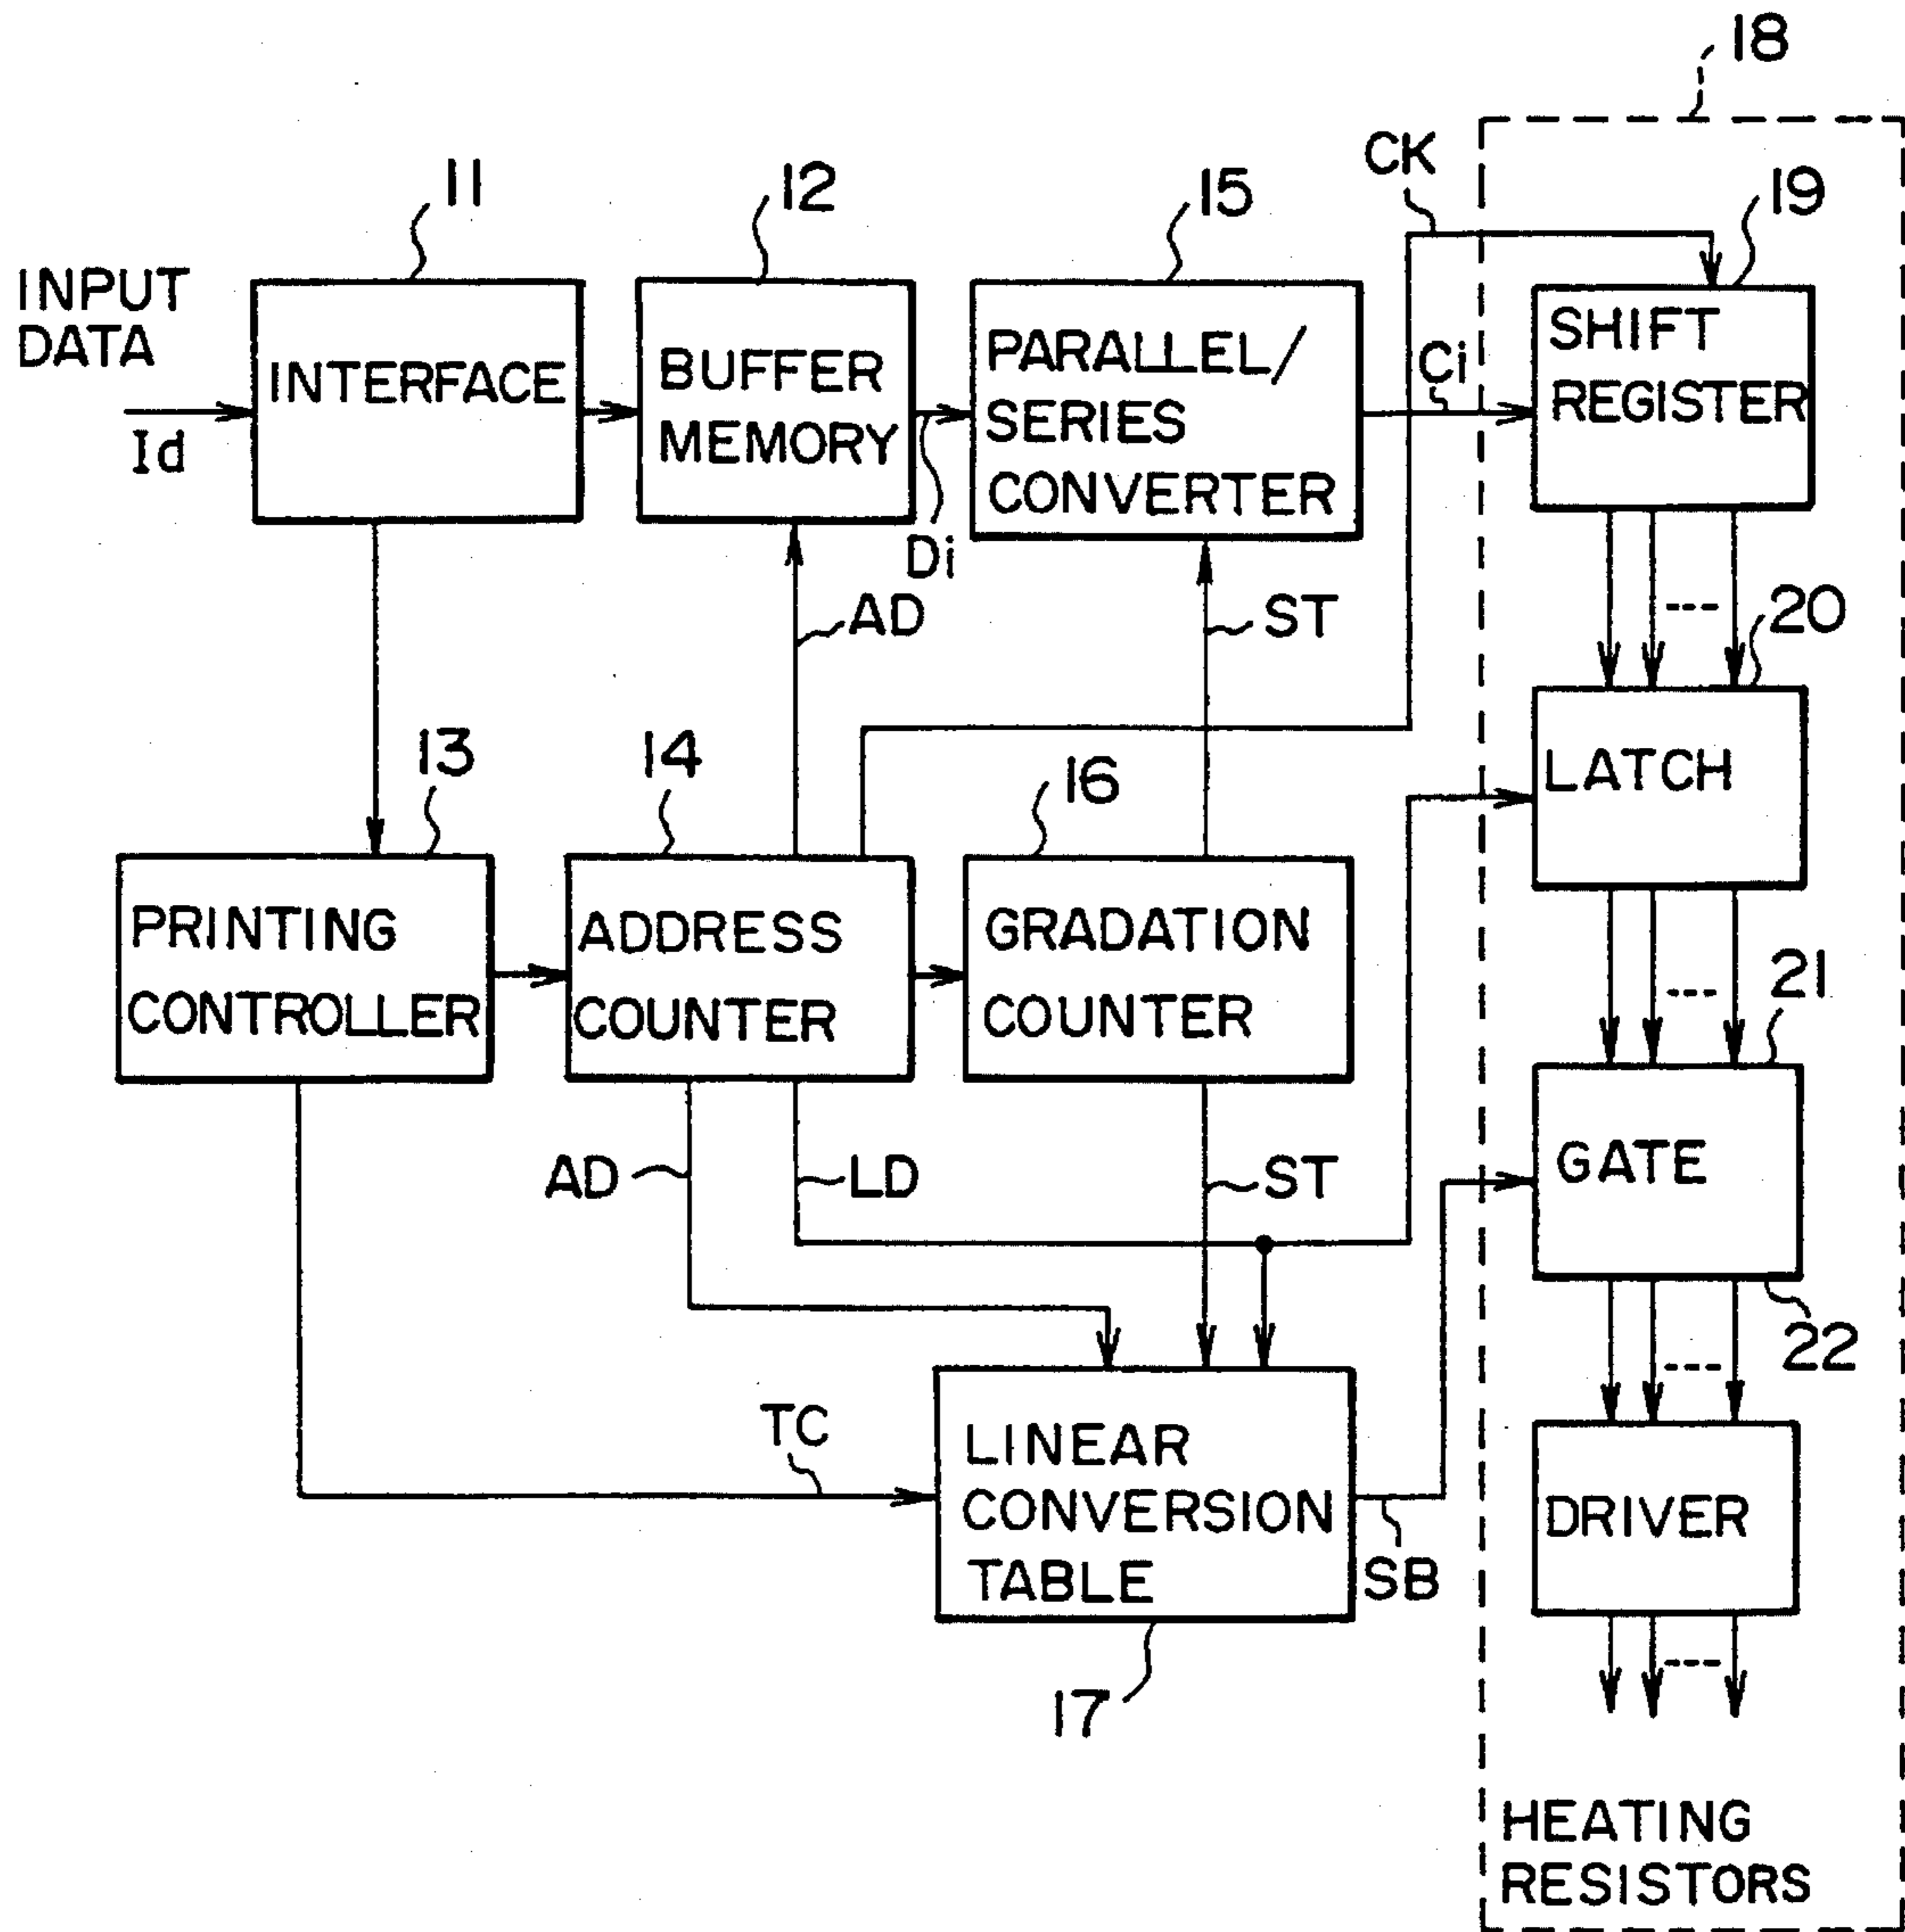 18
CK
11
12
15
19
INPUT
DATA
Id
INTERFACE
BUFFER
MEMORY
Di
PARALLEL/
SERIES
CONVERTER
Ci
SHIFT
REGISTER
AD
ST
---
20
13
14
16
LATCH
PRINTING
CONTROLLER
ADDRESS
COUNTER
GRADATION
COUNTER
---
21
AD
LD
ST
GATE
22
---
TC
LINEAR
CONVERSION
TABLE
SB
DRIVER
17
---
HEATING
RESISTORS